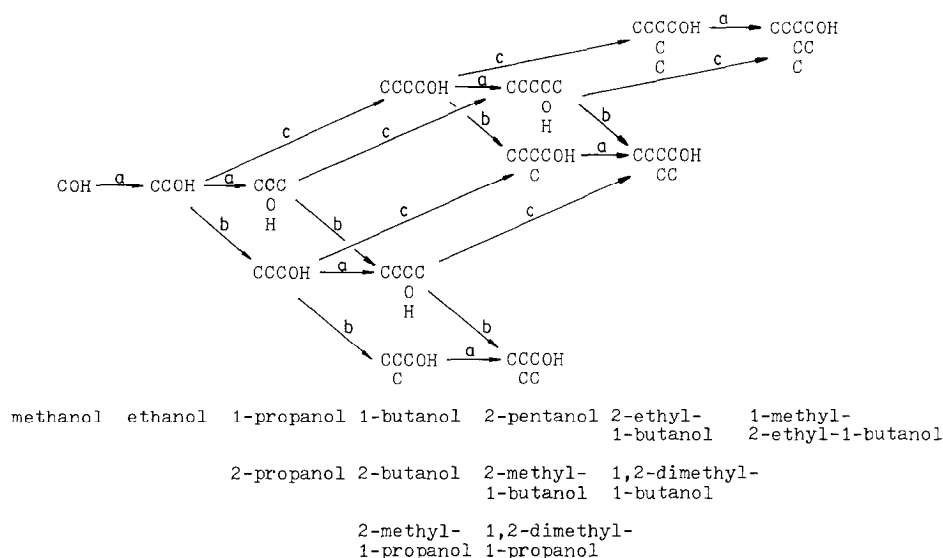 CCCCOH a CCCCOH
C CC
C C
c
CCCCOH a CCCCC c
O
H
c c b b
CCCCOH a CCCCOH
C CC
COH a CCOH a CCC
O
H
b b c c
CCCOH a CCCC
O
H
b b
CCCOH a CCCOH
C CC
methanol ethanol 1-propanol 1-butanol 2-pentanol 2-ethyl- 1-methyl-
1-butanol 2-ethyl-1-butanol
2-propanol 2-butanol 2-methyl- 1,2-dimethyl-
1-butanol 1-butanol
2-methyl- 1,2-dimethyl-
1-propanol 1-propanol